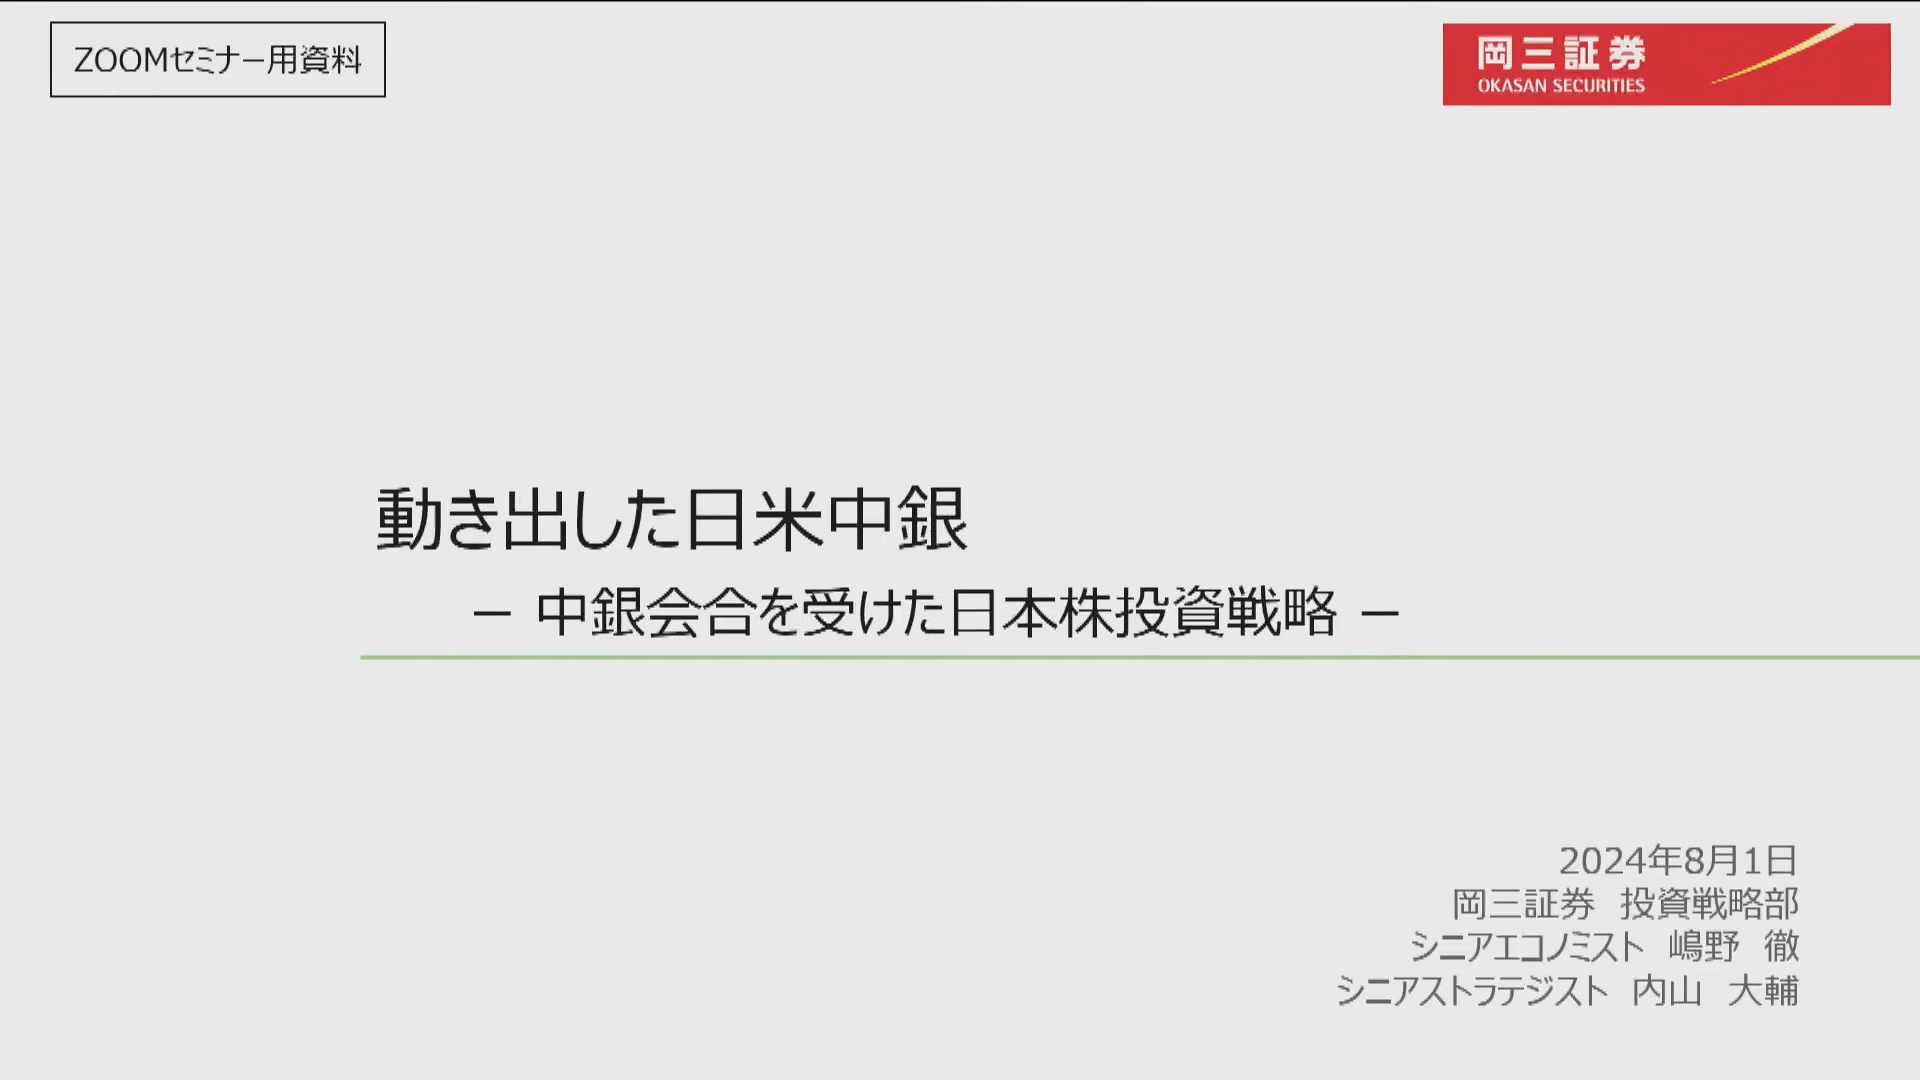 ZOOMセミナー用資料
岡三証券
OKASAN SECURITIES
動き出した日米中銀
－ 中銀会合を受けた日本株投資戦略 －
2024年8月1日
岡三証券　投資戦略部
シニアエコノミスト　嶋野　徹
シニアストラテジスト　内山　大輔